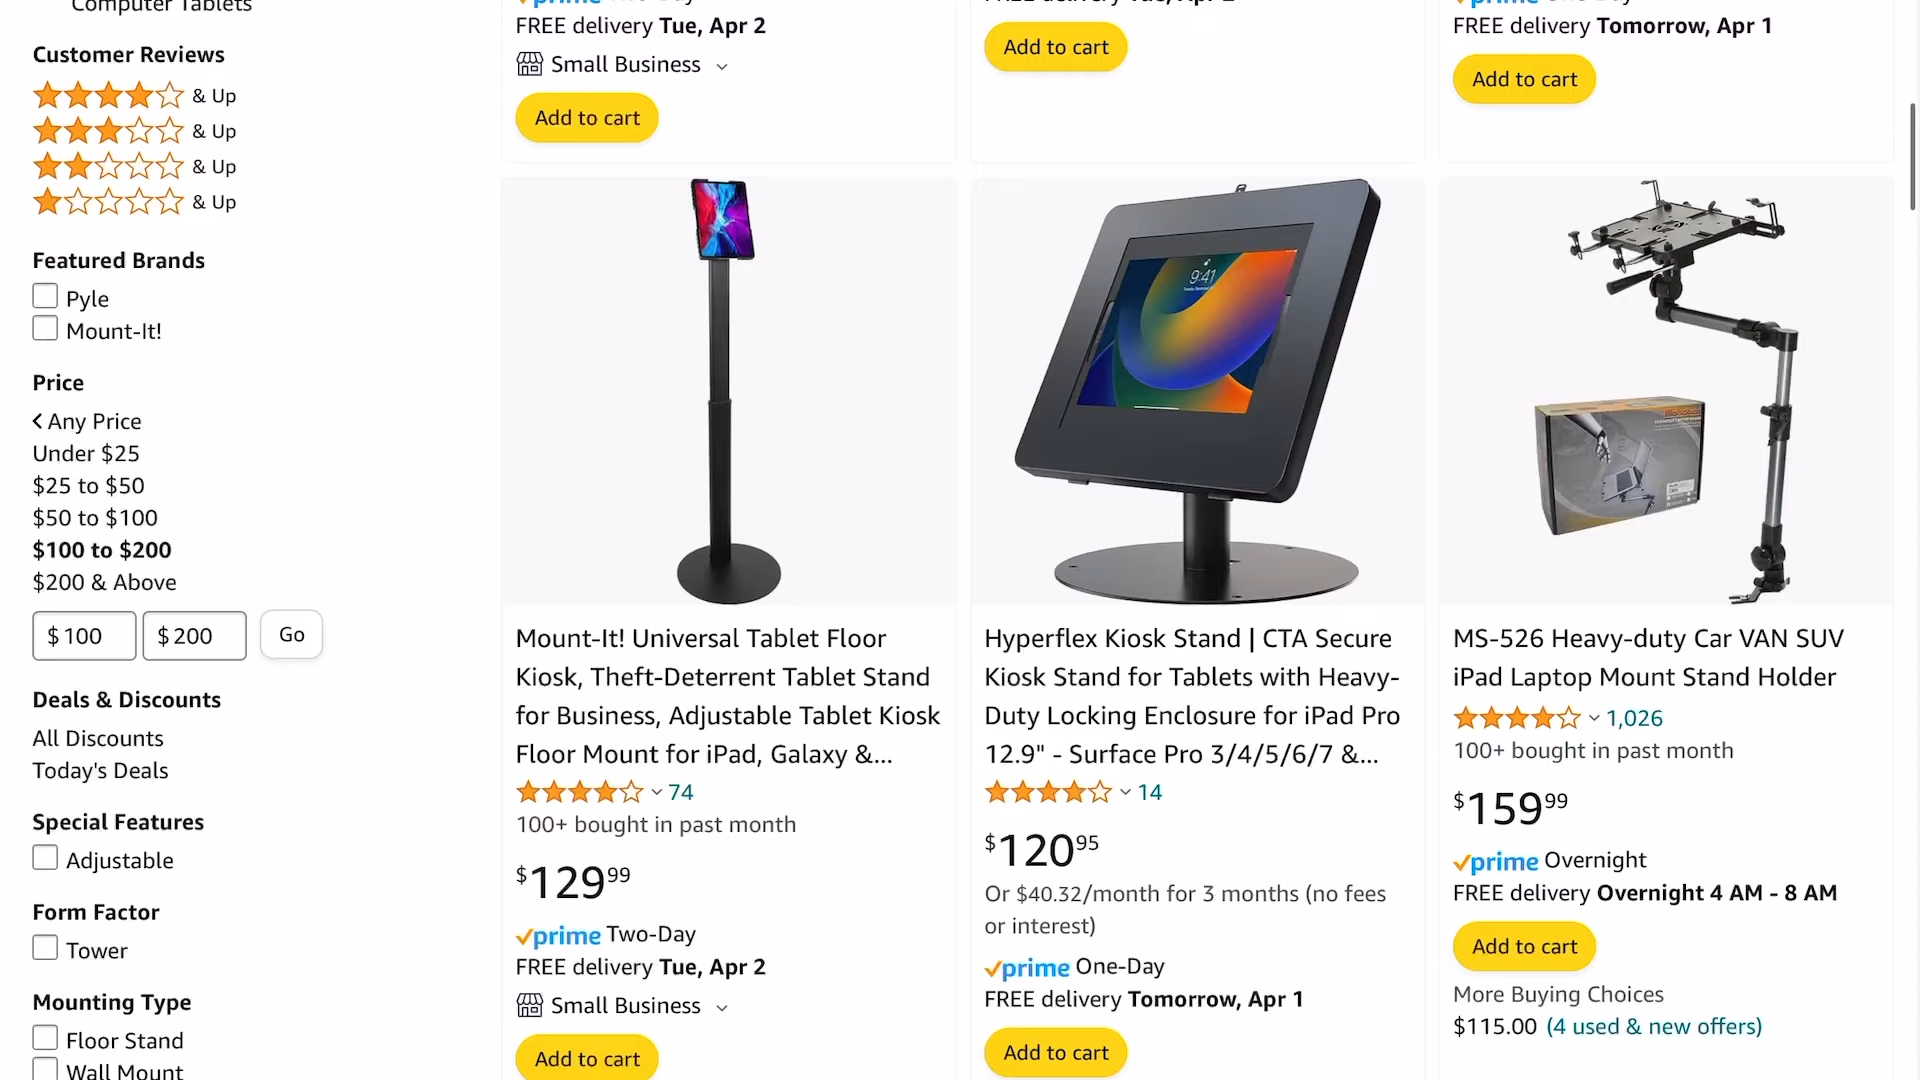 Computer Tablets
Customer Reviews
& Up
& Up
& Up
& Up
Featured Brands
Pyle
Mount-It!
Price
Any Price
Under $25
$25 to $50
$50 to $100
$100 to $200
$200 & Above
$ 100
$ 200
Go
Deals & Discounts
All Discounts
Today's Deals
Special Features
Adjustable
Form Factor
Tower
Mounting Type
Floor Stand
Wall Mount
FREE delivery Tue, Apr 2
Small Business
Add to cart
Add to cart
FREE delivery Tomorrow, Apr 1
Add to cart
Mount-It! Universal Tablet Floor
Kiosk, Theft-Deterrent Tablet Stand
for Business, Adjustable Tablet Kiosk
Floor Mount for iPad, Galaxy &...
74
100+ bought in past month
$129.99
prime Two-Day
FREE delivery Tue, Apr 2
Small Business
Add to cart
9:41
Hyperflex Kiosk Stand | CTA Secure
Kiosk Stand for Tablets with Heavy-
Duty Locking Enclosure for iPad Pro
12.9" - Surface Pro 3/4/5/6/7 &...
14
$120.95
Or $40.32/month for 3 months (no fees
or interest)
prime One-Day
FREE delivery Tomorrow, Apr 1
Add to cart
MS-526 Heavy-duty Car VAN SUV
iPad Laptop Mount Stand Holder
1,026
100+ bought in past month
$159.99
prime Overnight
FREE delivery Overnight 4 AM - 8 AM
Add to cart
More Buying Choices
$115.00 (4 used & new offers)